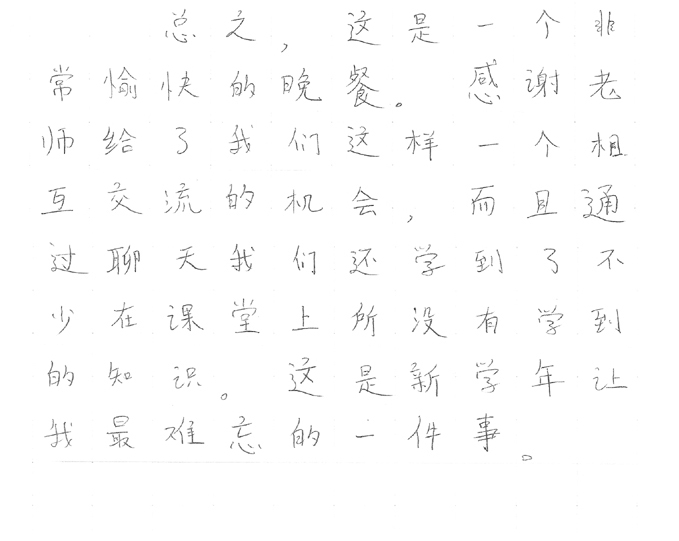 总之，这是一个非
常愉快的晚餐。感谢老
师给了我们这样一个相
互交流的机会，而且通
过聊天我们还学到了不
少在课堂上所没有学到
的知识。这是新学年让
我最难忘的一件事。